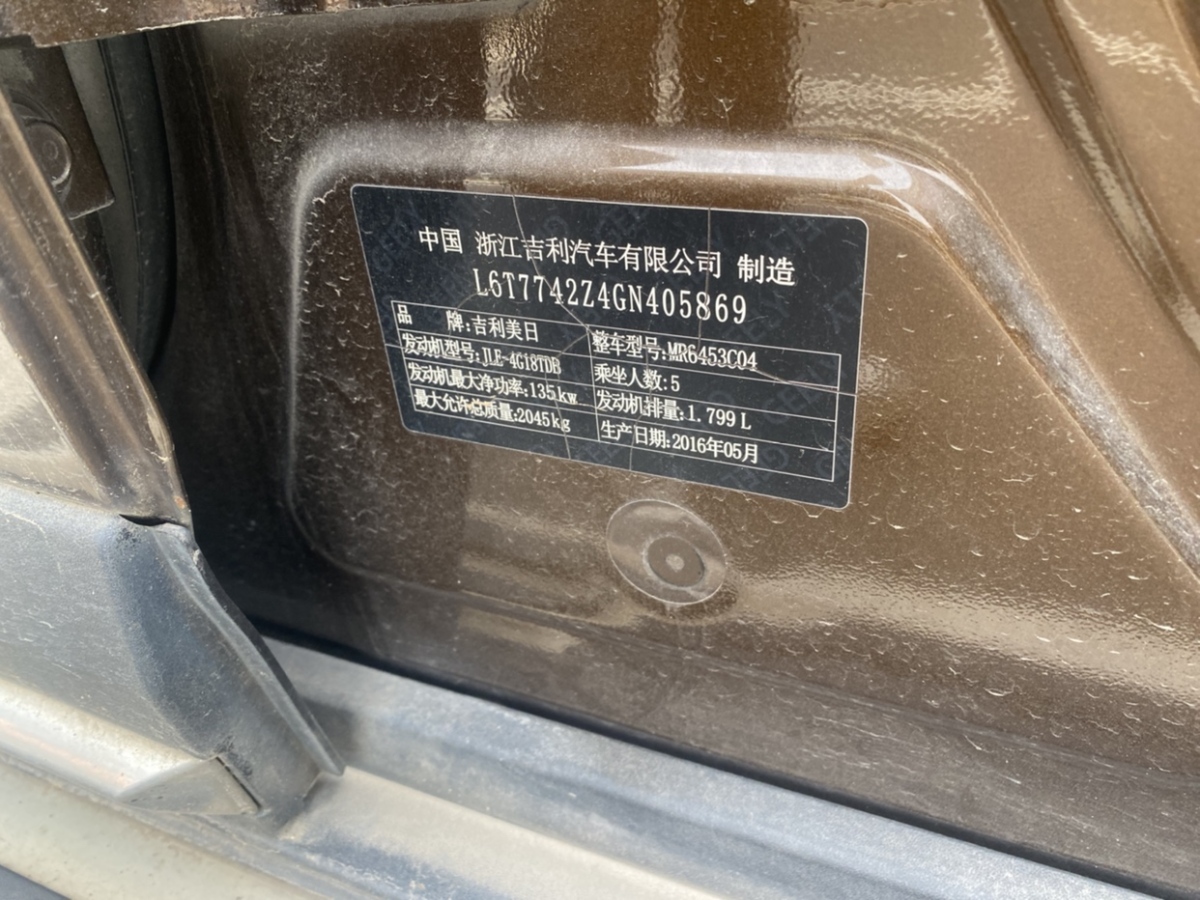 中国 浙江吉利汽车有限公司 制造
L6T7742Z4GN405869
品 牌:吉利美日 整车型号:MR6453C04
发动机型号:JLE-4G18TDB 乘坐人数:5
发动机最大净功率:135kw 发动机排量:1.799L
最大允许总质量:2045kg 生产日期:2016年05月